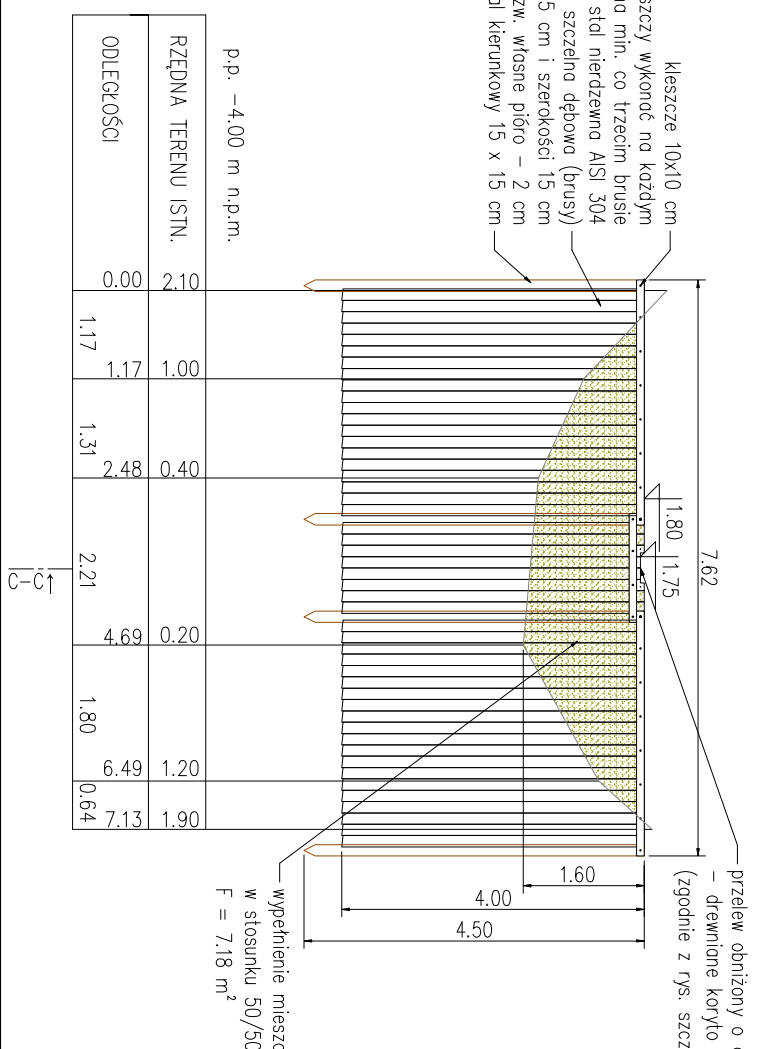 kleszcze 10x10 cm
szczy wykonać na każdym
na min. co trzecim brusie
stal nierdzewna AISI 304
szczelna dębowa (brusy)
5 cm i szerokości 15 cm
zw. własne pióro – 2 cm
al kierunkowy 15 x 15 cm
7.62
1.80
1.75
przelew obniżony o
– drewniane koryto
(zgodnie z rys. szcz
1.60
4.00
4.50
wypełnienie miesza
w stosunku 50/50
F = 7.18 m²
p.p. –4.00 m n.p.m.
RZĘDNA TERENU ISTN.
2.10 1.00 0.40 0.20 1.20 1.90
ODLEGŁOŚCI
0.00 1.17 2.48 4.69 6.49 7.13
1.17 1.31 2.21 1.80 0.64
C–C